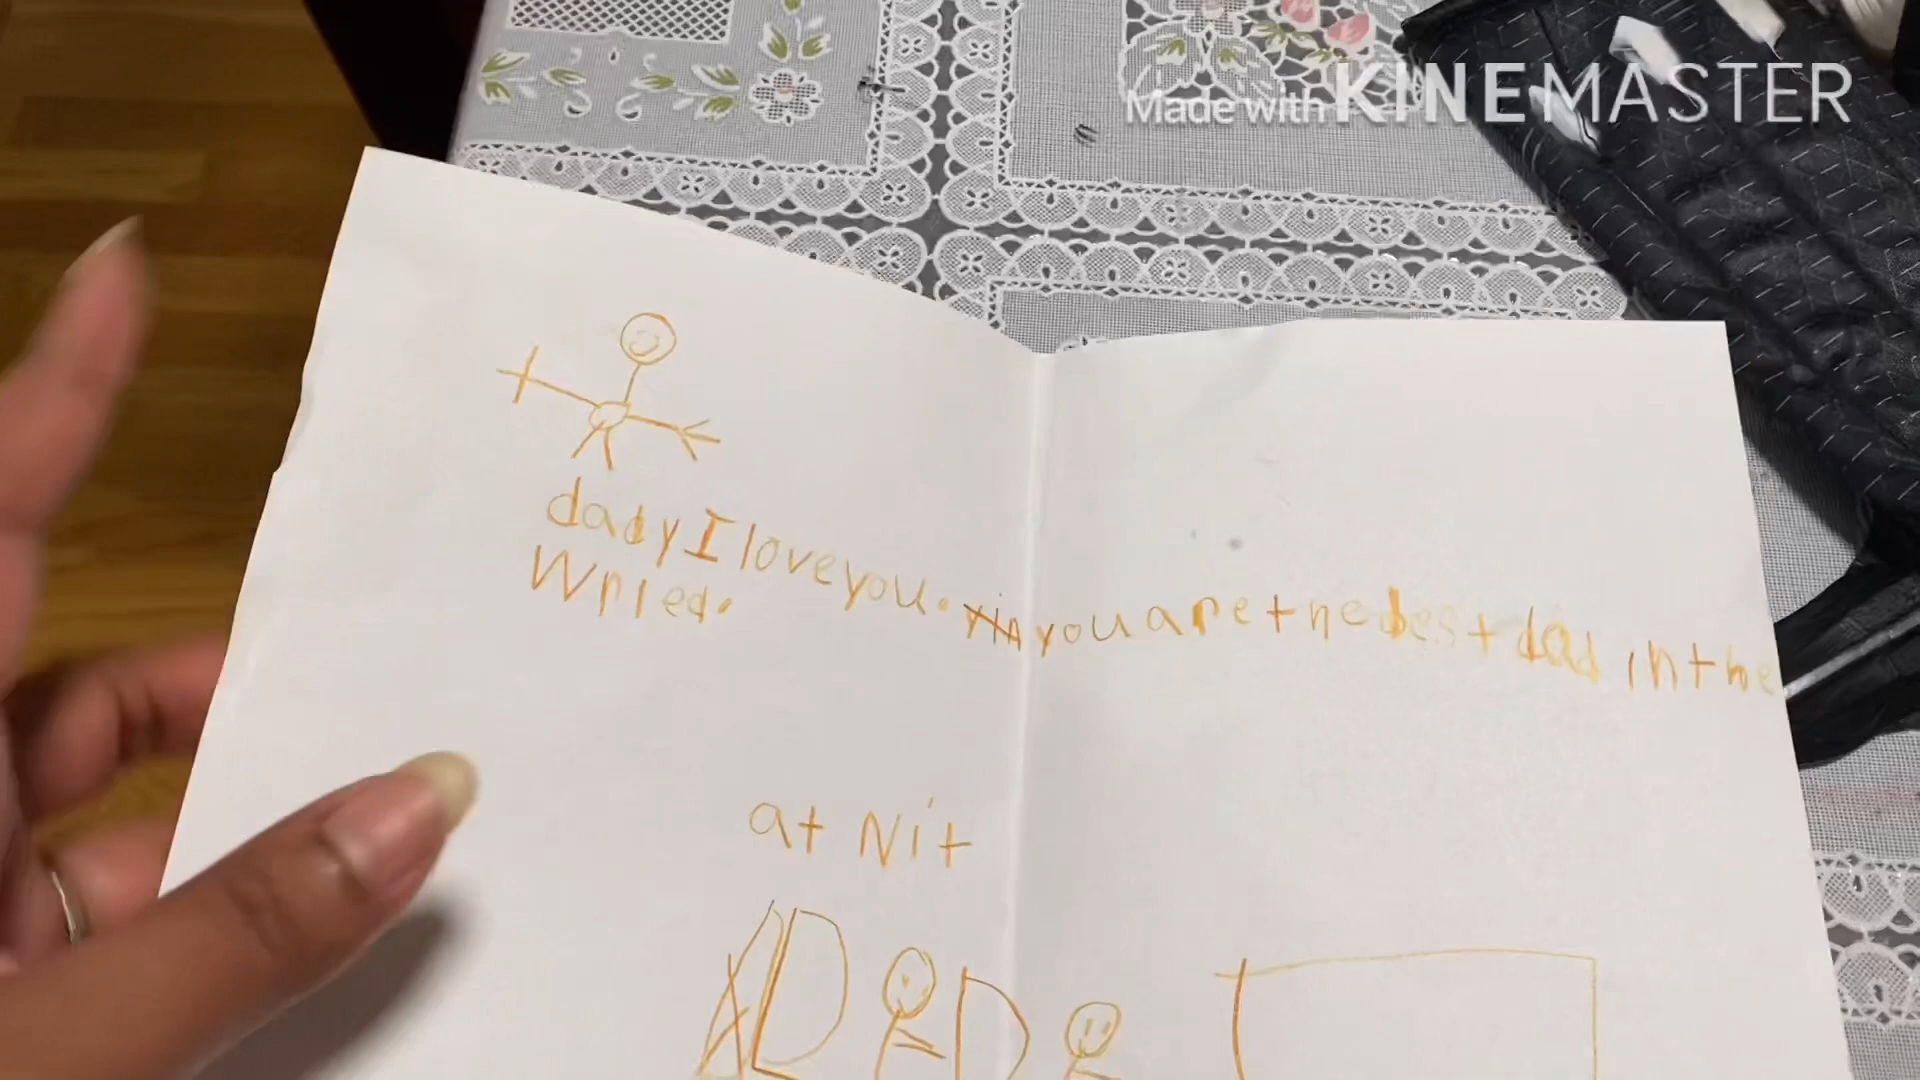 Made with KINEMASTER
dady I love you. you are the best dad in the
Wrled.
at Nit